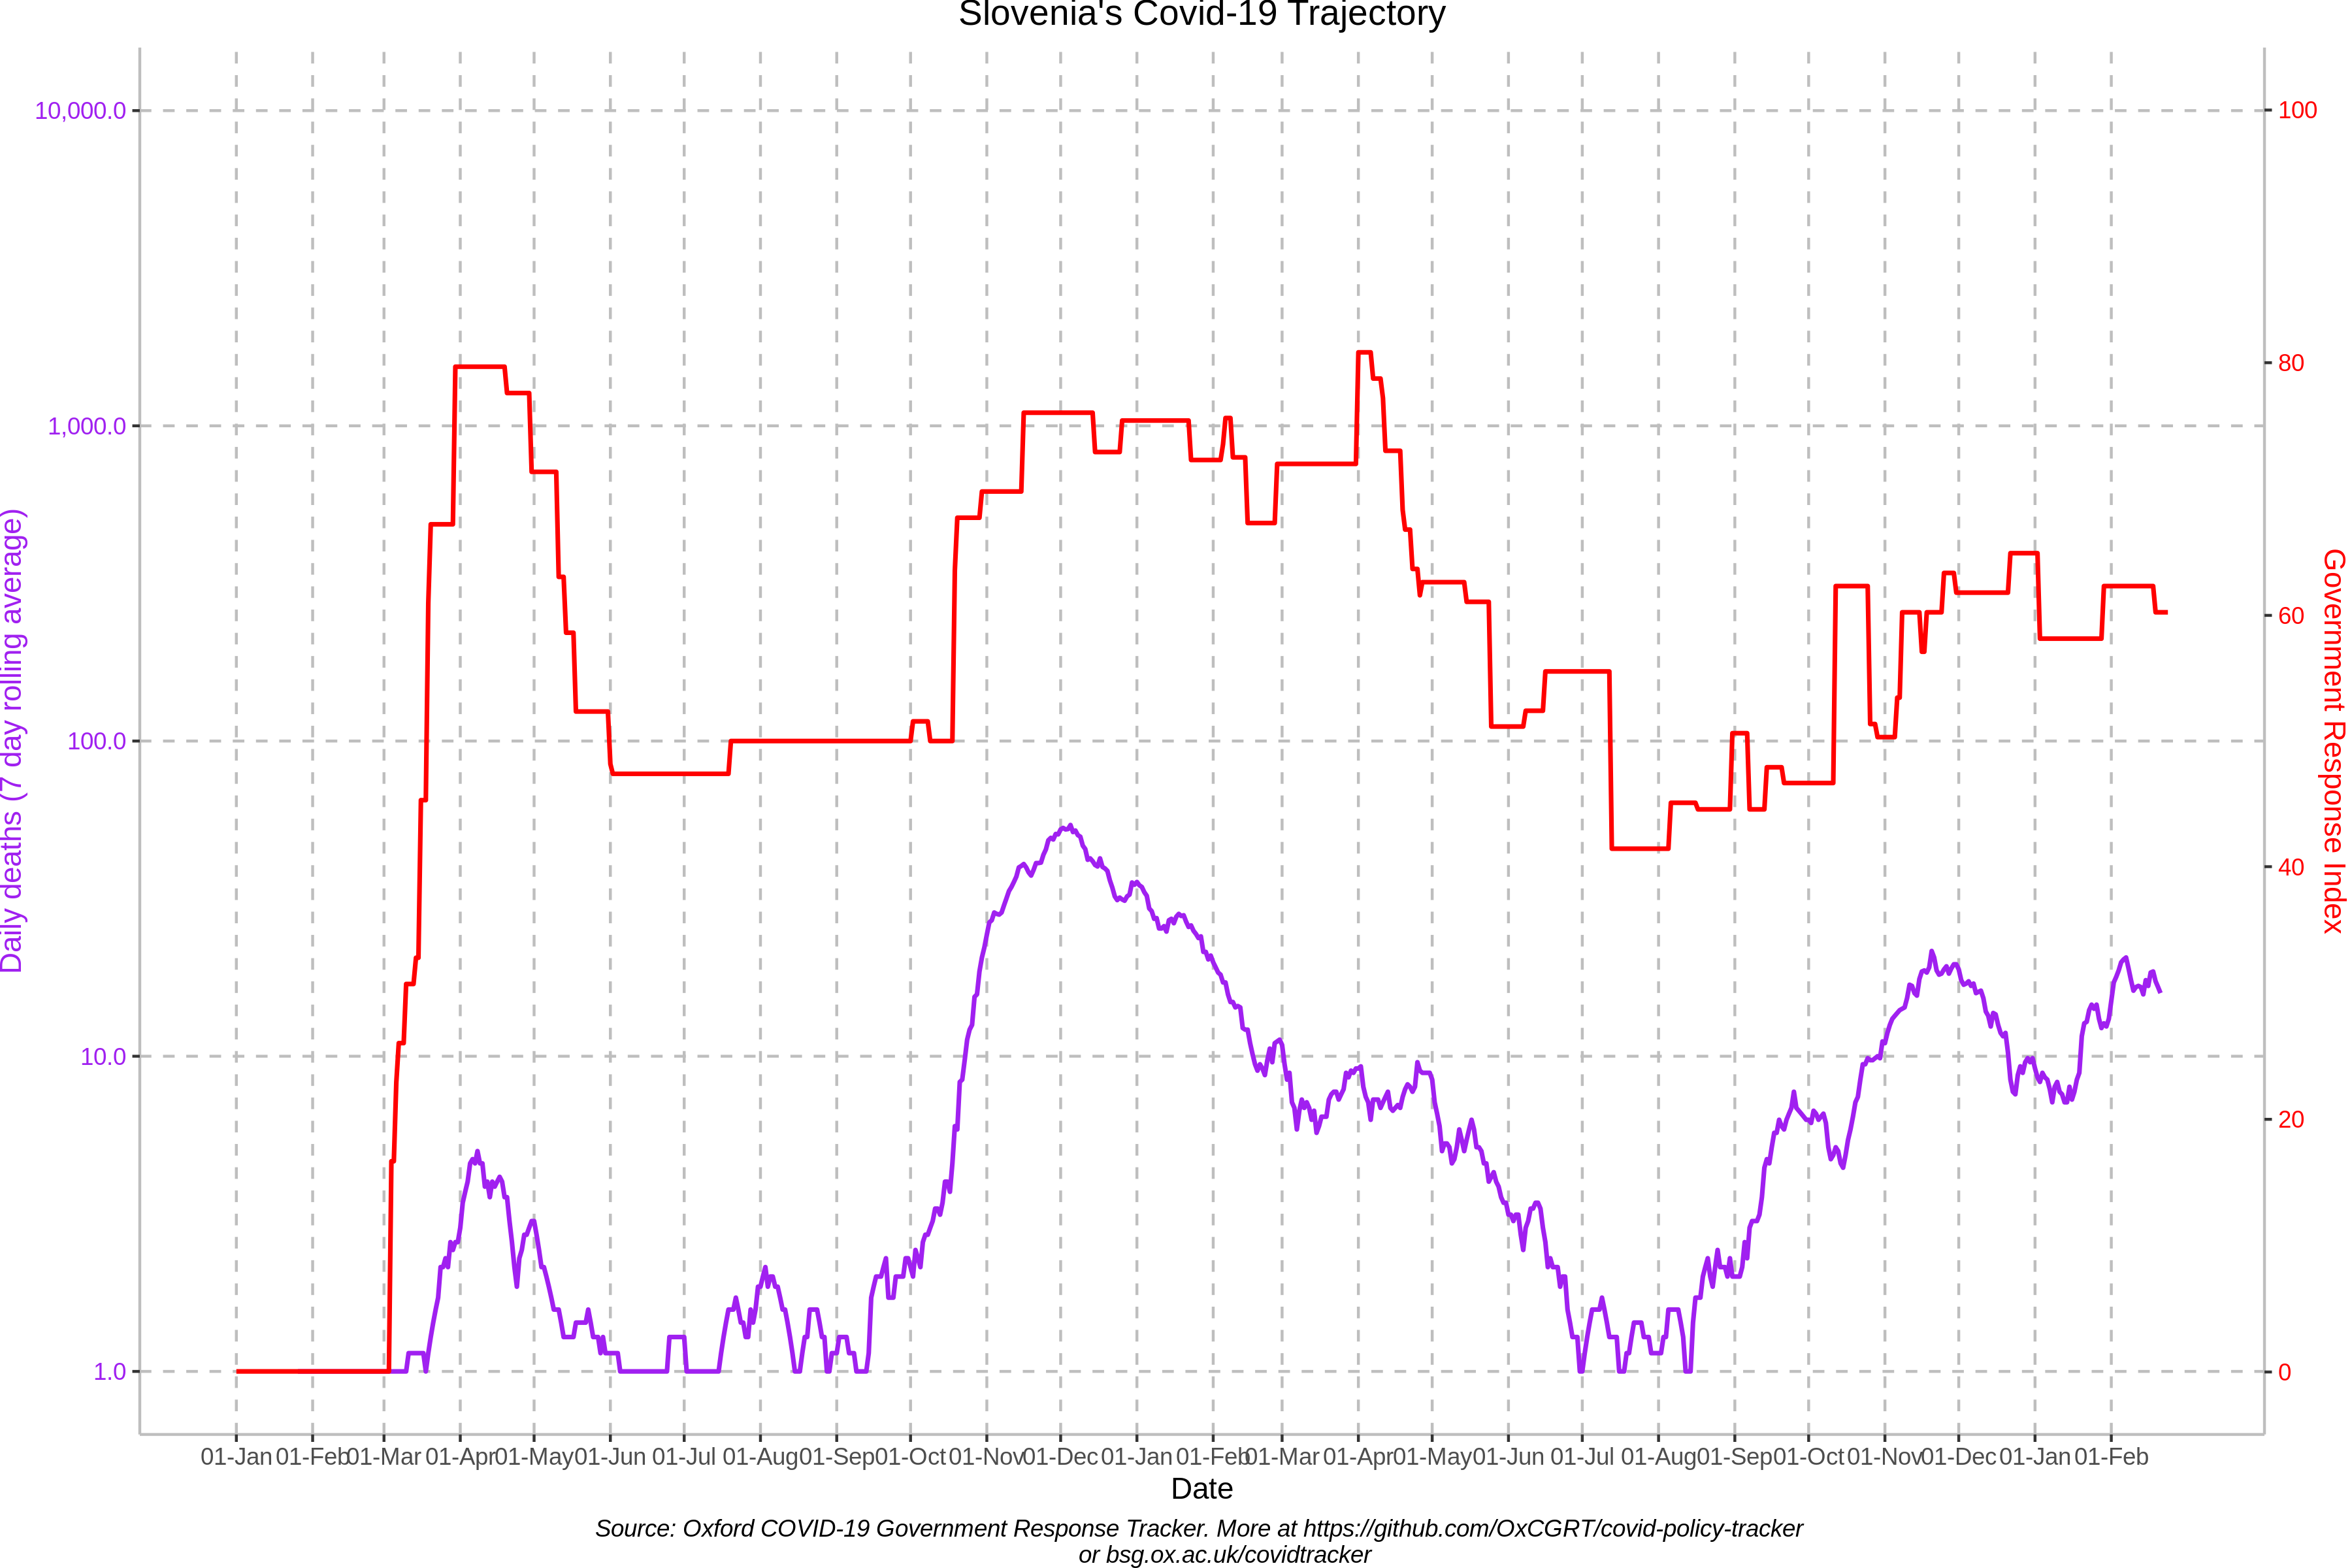 Slovenia's Covid-19 Trajectory
10,000.0
1,000.0
100.0
10.0
1.0
Daily deaths (7 day rolling average)
100
80
60
40
20
0
Government Response Index
01-Jan 01-Feb 01-Mar 01-Apr 01-May 01-Jun 01-Jul 01-Aug 01-Sep 01-Oct 01-Nov 01-Dec 01-Jan 01-Feb 01-Mar 01-Apr 01-May 01-Jun 01-Jul 01-Aug 01-Sep 01-Oct 01-Nov 01-Dec 01-Jan 01-Feb
Date
Source: Oxford COVID-19 Government Response Tracker. More at https://github.com/OxCGRT/covid-policy-tracker
or bsg.ox.ac.uk/covidtracker